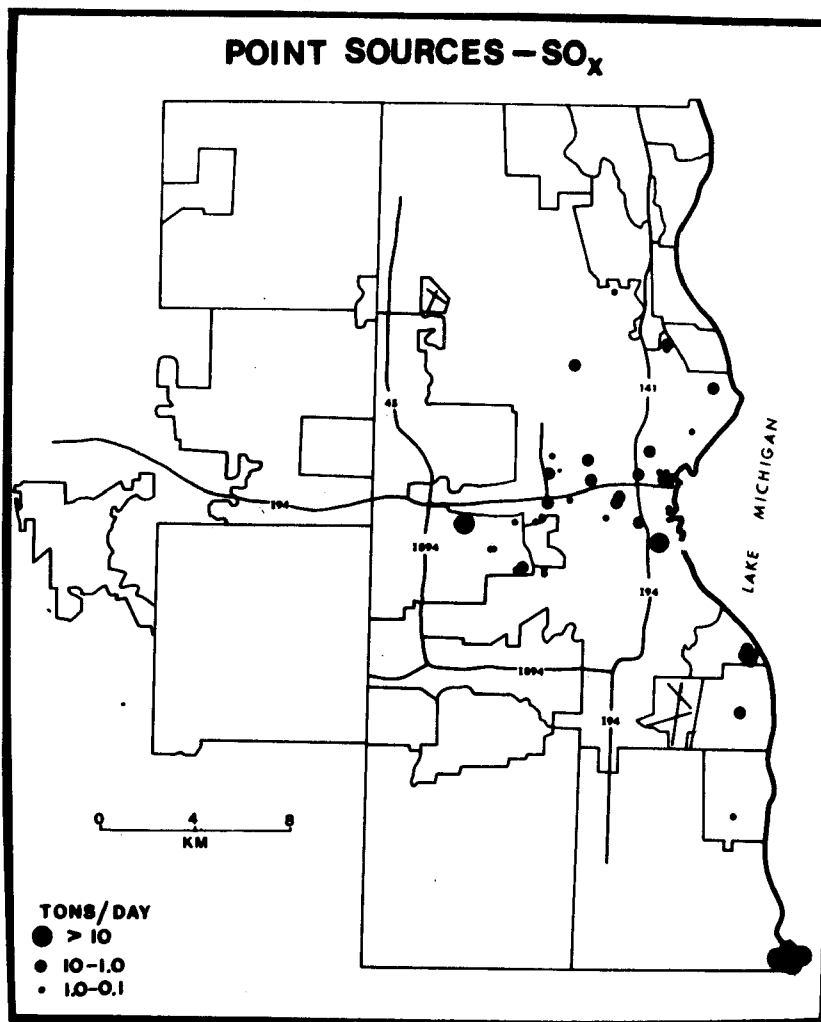 POINT SOURCES – SOX
45
141
I94
I894
I94
I894
I94
LAKE MICHIGAN
0 4 8
KM
TONS/DAY
> 10
10-1.0
1.0-0.1